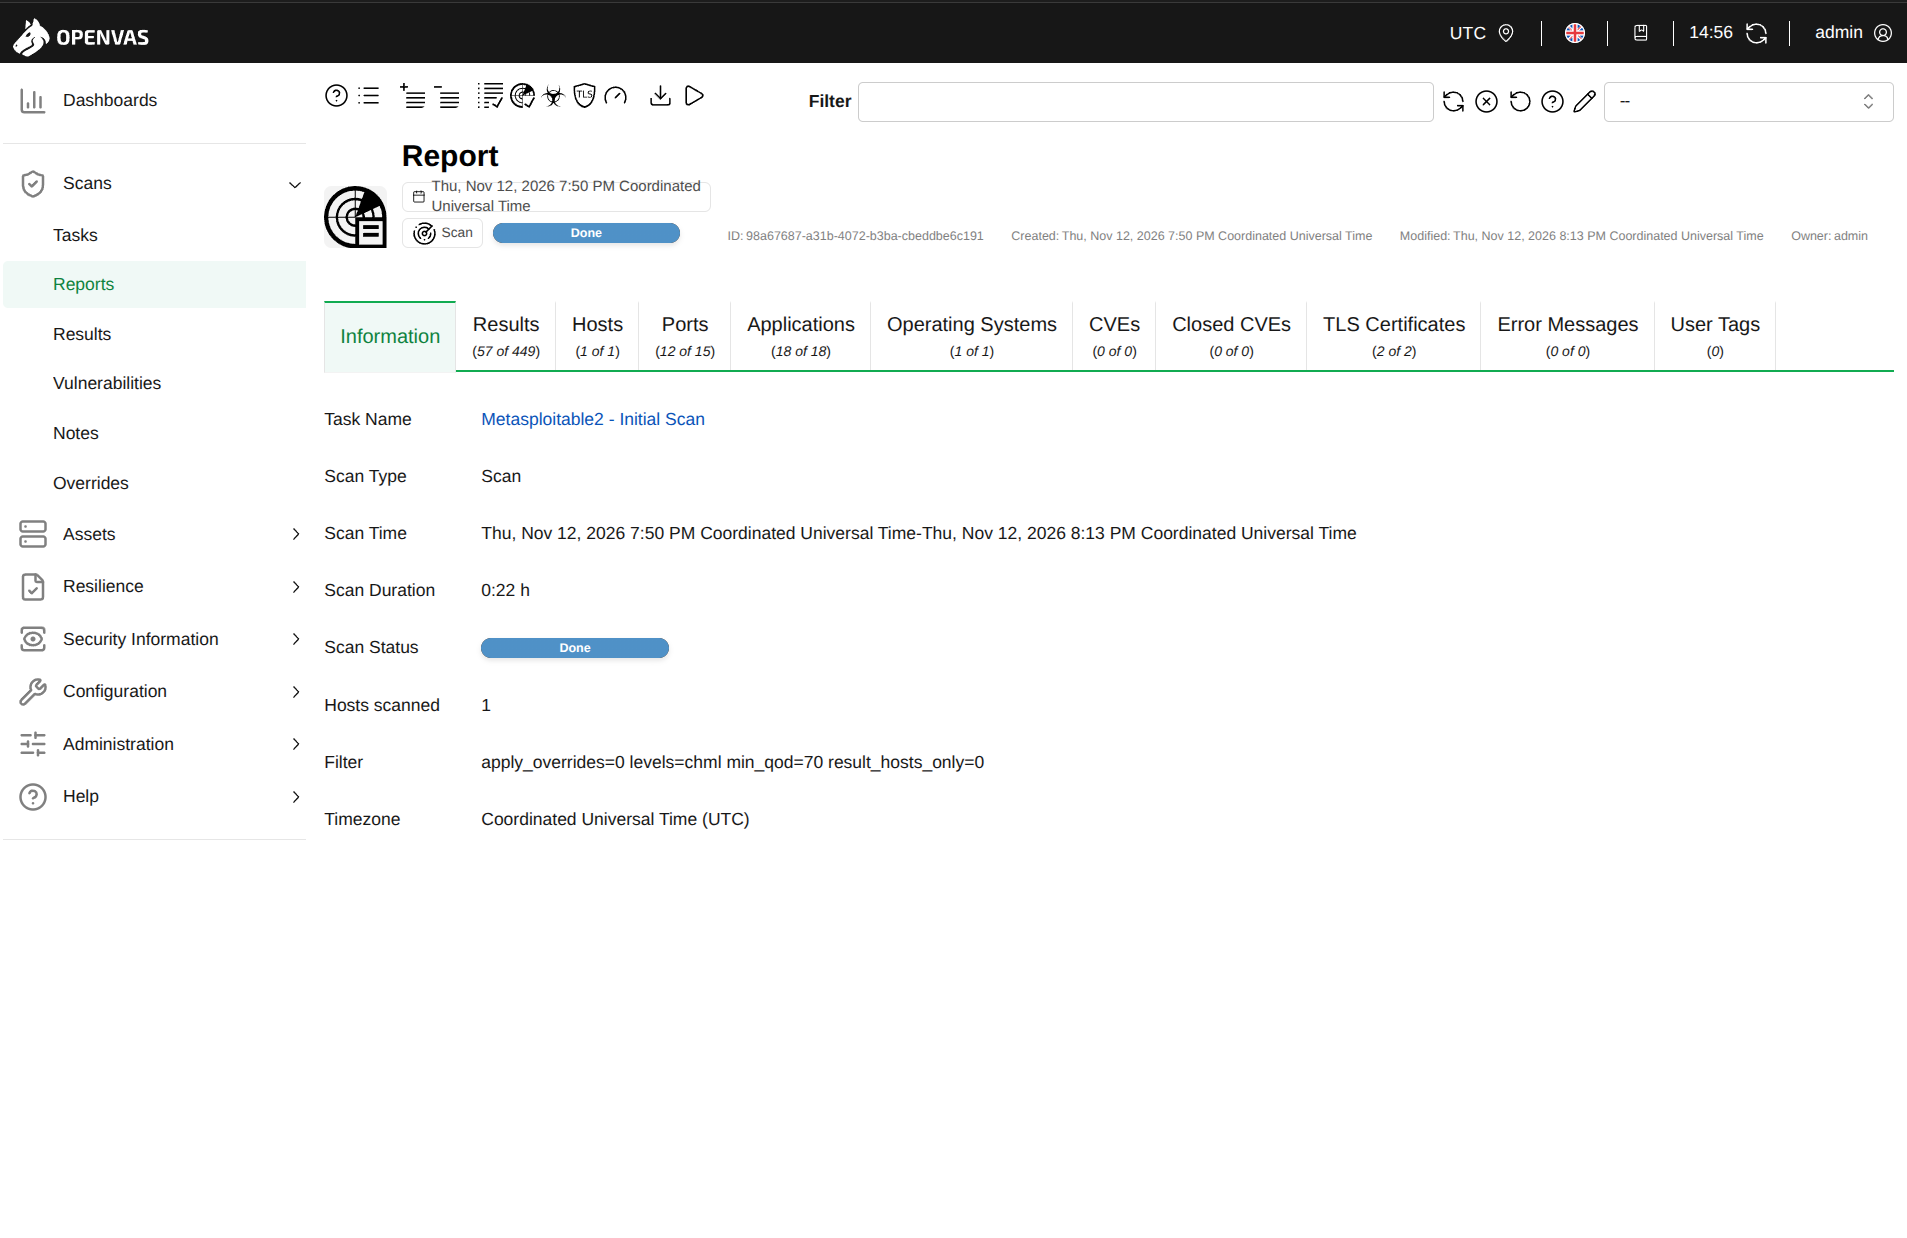 OPENVAS
UTC
14:56
admin
Dashboards
Scans
Tasks
Reports
Results
Vulnerabilities
Notes
Overrides
Assets
Resilience
Security Information
Configuration
Administration
Help
TLS
Filter
--
Report
Thu, Nov 12, 2026 7:50 PM Coordinated
Universal Time
Scan
Done
ID: 98a67687-a31b-4072-b3ba-cbeddbe6c191
Created: Thu, Nov 12, 2026 7:50 PM Coordinated Universal Time
Modified: Thu, Nov 12, 2026 8:13 PM Coordinated Universal Time
Owner: admin
Information
Results
(57 of 449)
Hosts
(1 of 1)
Ports
(12 of 15)
Applications
(18 of 18)
Operating Systems
(1 of 1)
CVEs
(0 of 0)
Closed CVEs
(0 of 0)
TLS Certificates
(2 of 2)
Error Messages
(0 of 0)
User Tags
(0)
Task Name
Metasploitable2 - Initial Scan
Scan Type
Scan
Scan Time
Thu, Nov 12, 2026 7:50 PM Coordinated Universal Time-Thu, Nov 12, 2026 8:13 PM Coordinated Universal Time
Scan Duration
0:22 h
Scan Status
Done
Hosts scanned
1
Filter
apply_overrides=0 levels=chml min_qod=70 result_hosts_only=0
Timezone
Coordinated Universal Time (UTC)